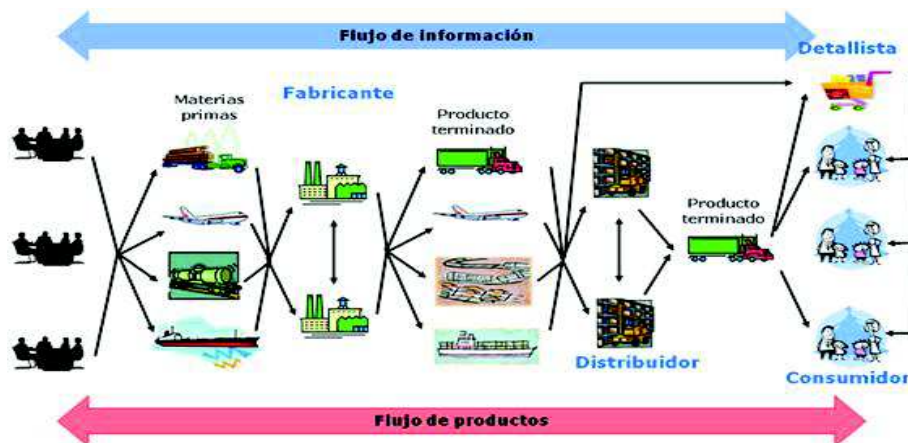 Flujo de información
Detallista
Materias
primas
Fabricante
Producto
terminado
Producto
terminado
Distribuidor
Consumidor
Flujo de productos